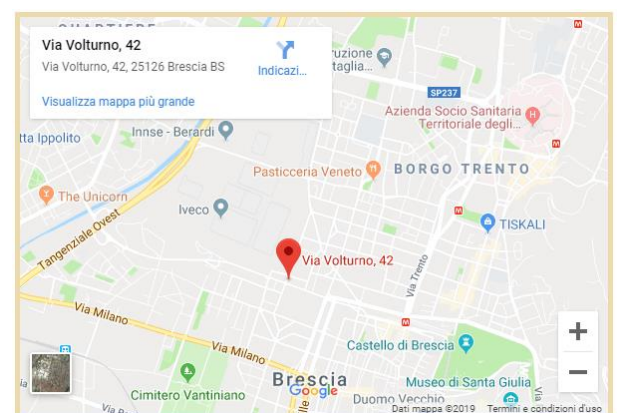 Via Volturno, 42
Via Volturno, 42, 25126 Brescia BS
Indicazi...
Visualizza mappa più grande
SP237
Azienda Socio Sanitaria
Territoriale degli...
tta Ippolito
Innse - Berardi
Pasticceria Veneto
BORGO TRENTO
The Unicorn
Iveco
TISKALI
Tangenziale Ovest
Via Volturno, 42
Via Trento
Via Milano
Via Milano
Castello di Brescia
Brescia
Museo di Santa Giulia
Cimitero Vantiniano
Google
Duomo Vecchio
Dati mappa ©2019
Termini e condizioni d'uso